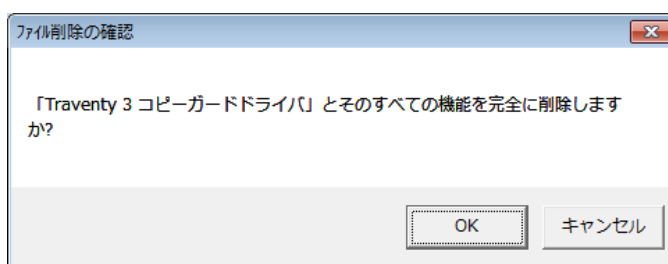 ファイル削除の確認
「Traventy 3 コピーガードドライバ」とそのすべての機能を完全に削除します
か?
OK
キャンセル